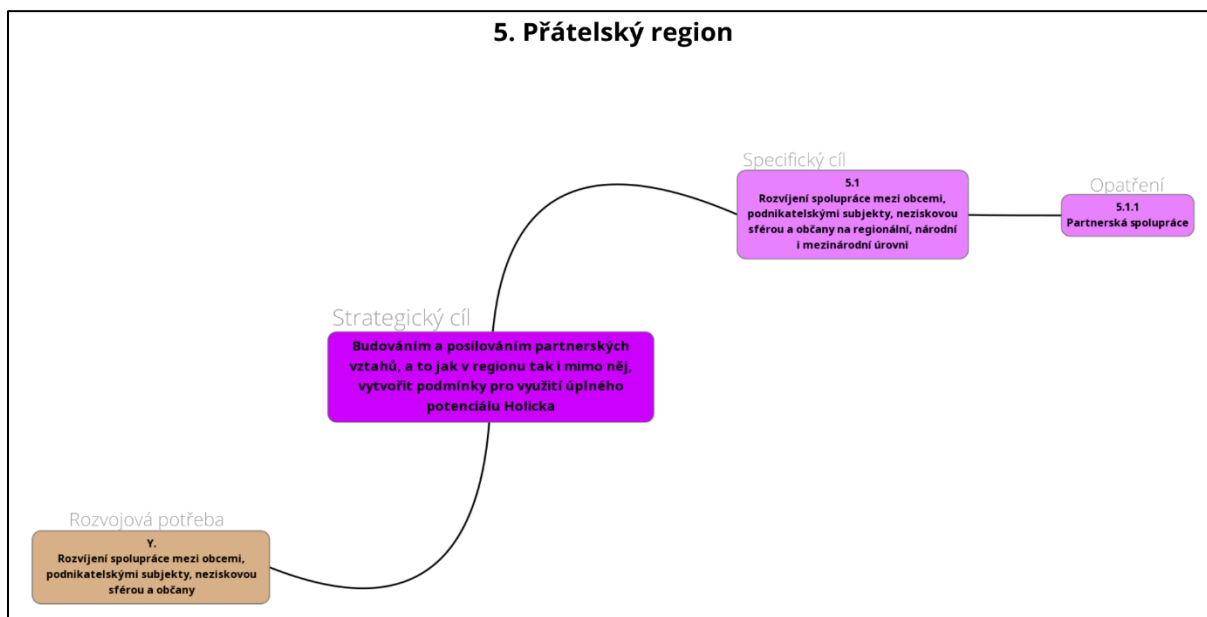 5. Přátelský region
Specifický cíl
5.1
Rozvíjení spolupráce mezi obcemi,
podnikatelskými subjekty, neziskovou
sférou a občany na regionální, národní
i mezinárodní úrovni
Opatření
5.1.1
Partnerská spolupráce
Strategický cíl
Budováním a posilováním partnerských
vztahů, a to jak v regionu tak i mimo něj,
vytvořit podmínky pro využití úplného
potenciálu Holicka
Rozvojová potřeba
Y.
Rozvíjení spolupráce mezi obcemi,
podnikatelskými subjekty, neziskovou
sférou a občany